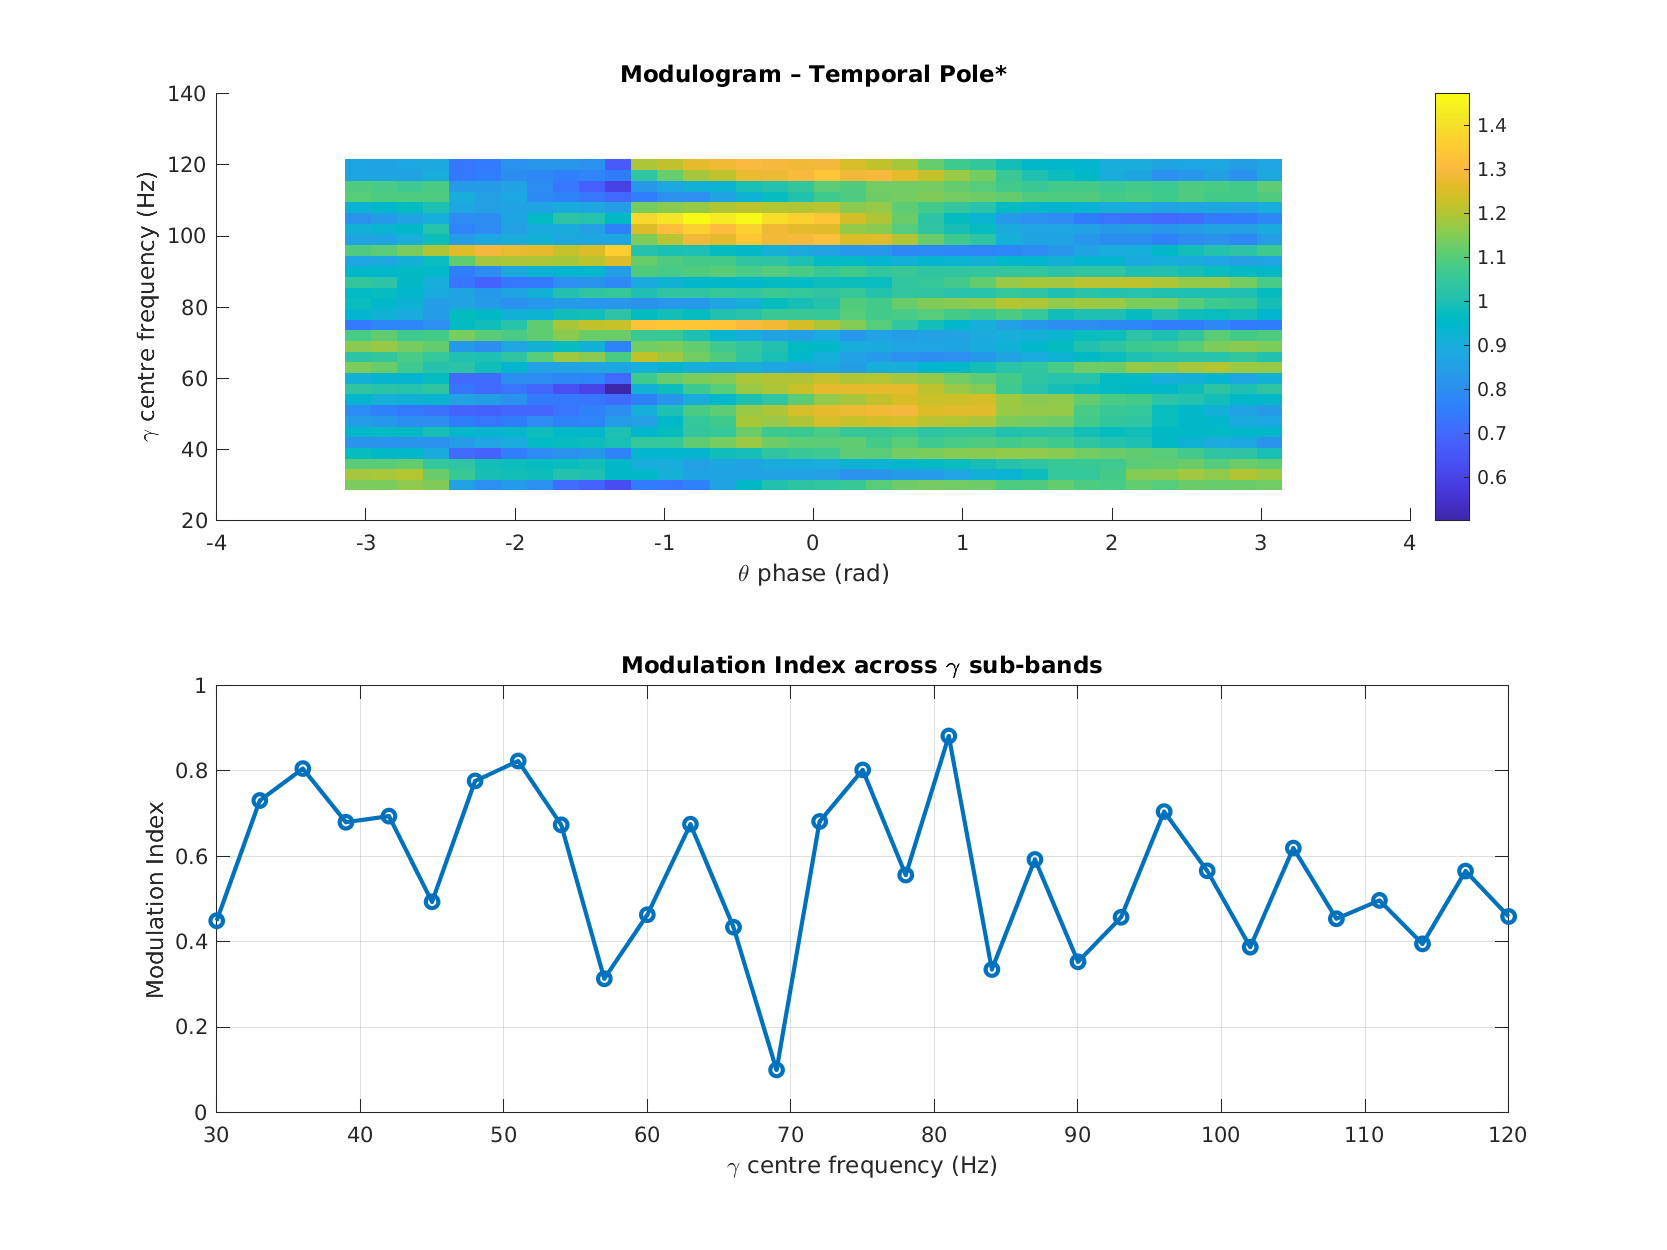 Modulogram – Temporal Pole*
γ centre frequency (Hz)
140
120
100
80
60
40
20
-4 -3 -2 -1 0 1 2 3 4
θ phase (rad)
1.4
1.3
1.2
1.1
1
0.9
0.8
0.7
0.6
Modulation Index across γ sub-bands
Modulation Index
1
0.8
0.6
0.4
0.2
0
30 40 50 60 70 80 90 100 110 120
γ centre frequency (Hz)